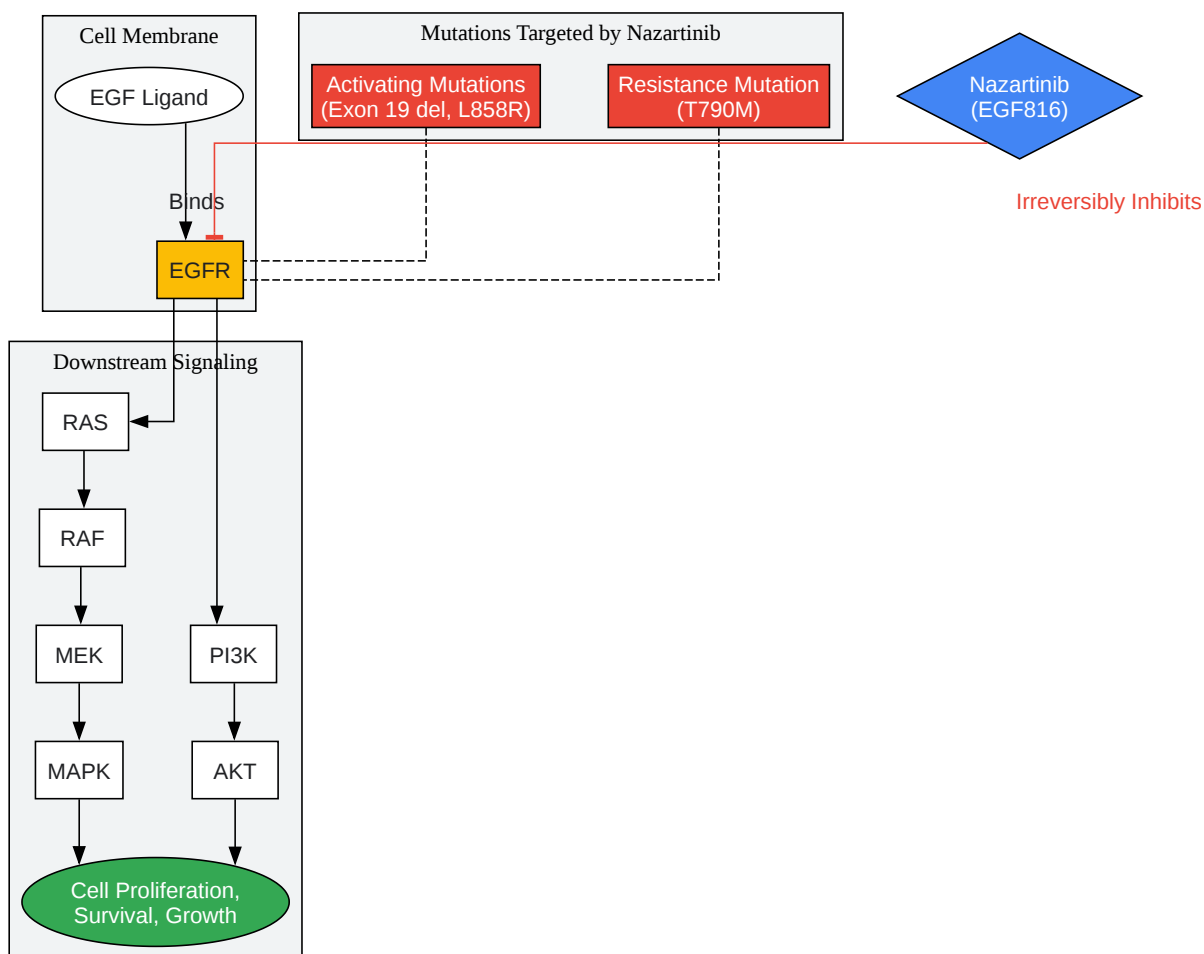 Cell Membrane
EGF Ligand
Binds
EGFR
Mutations Targeted by Nazartinib
Activating Mutations
(Exon 19 del, L858R)
Resistance Mutation
(T790M)
Nazartinib
(EGF816)
Irreversibly Inhibits
Downstream Signaling
RAS
RAF
MEK
MAPK
PI3K
AKT
Cell Proliferation,
Survival, Growth